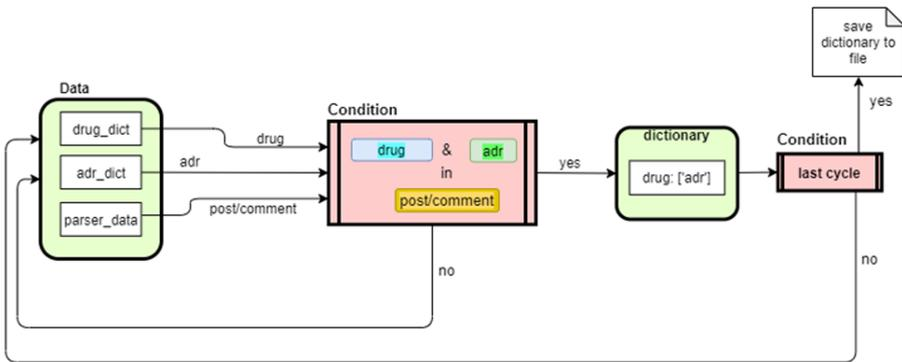 save
dictionary to
file
yes
Data
drug_dict
adr_dict
parser_data
drug
adr
post/comment
Condition
drug & adr
in
post/comment
yes
no
dictionary
drug: ['adr']
Condition
last cycle
no